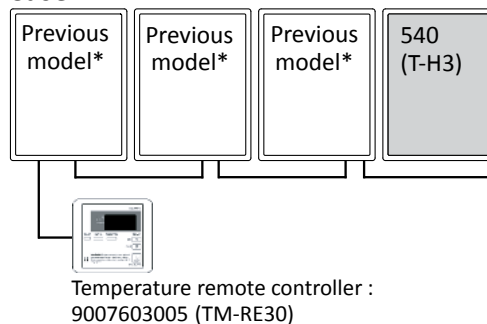 Previous
model*
Previous
model*
Previous
model*
540
(T-H3)
Temperature remote controller :
9007603005 (TM-RE30)